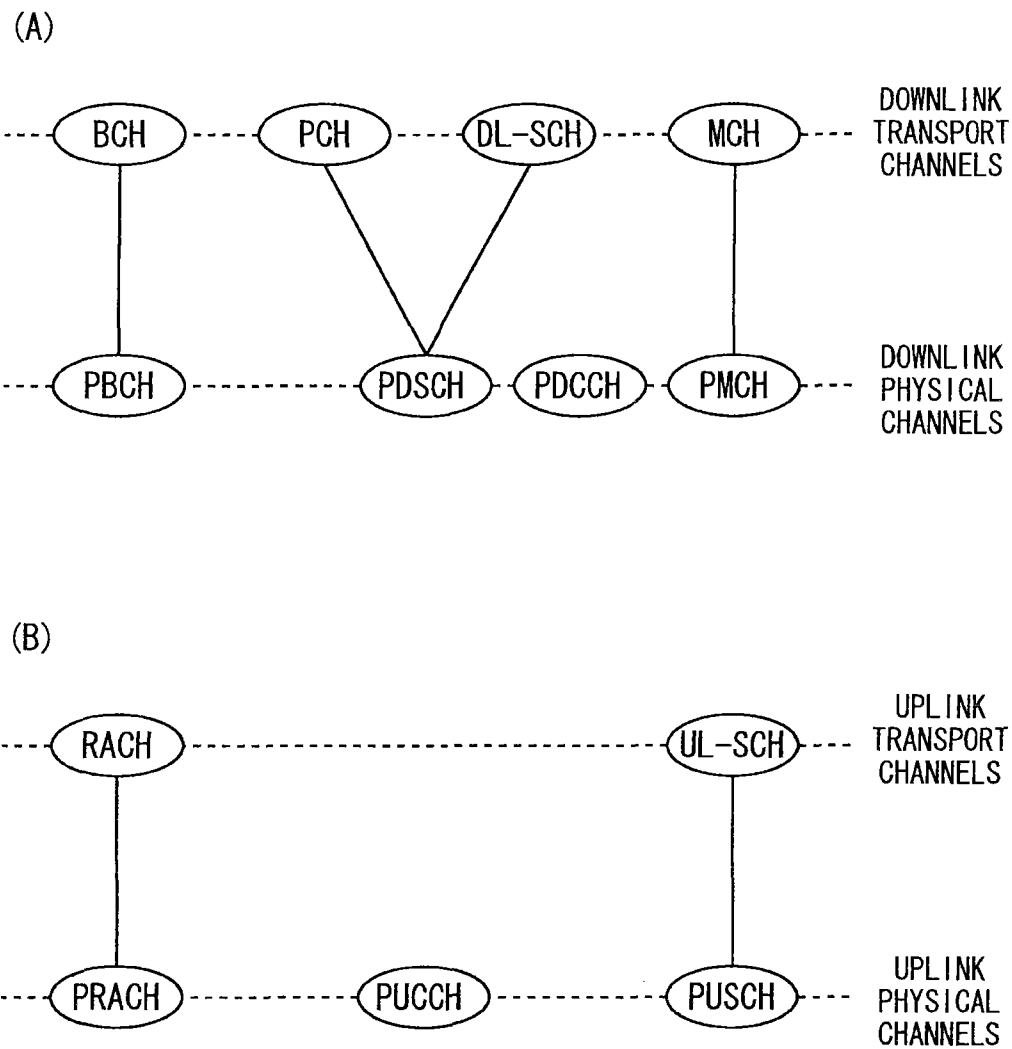 (A)
BCH PCH DL-SCH MCH
DOWNLINK
TRANSPORT
CHANNELS
PBCH PDSCH PDCCH PMCH
DOWNLINK
PHYSICAL
CHANNELS
(B)
RACH UL-SCH
UPLINK
TRANSPORT
CHANNELS
PRACH PUCCH PUSCH
UPLINK
PHYSICAL
CHANNELS